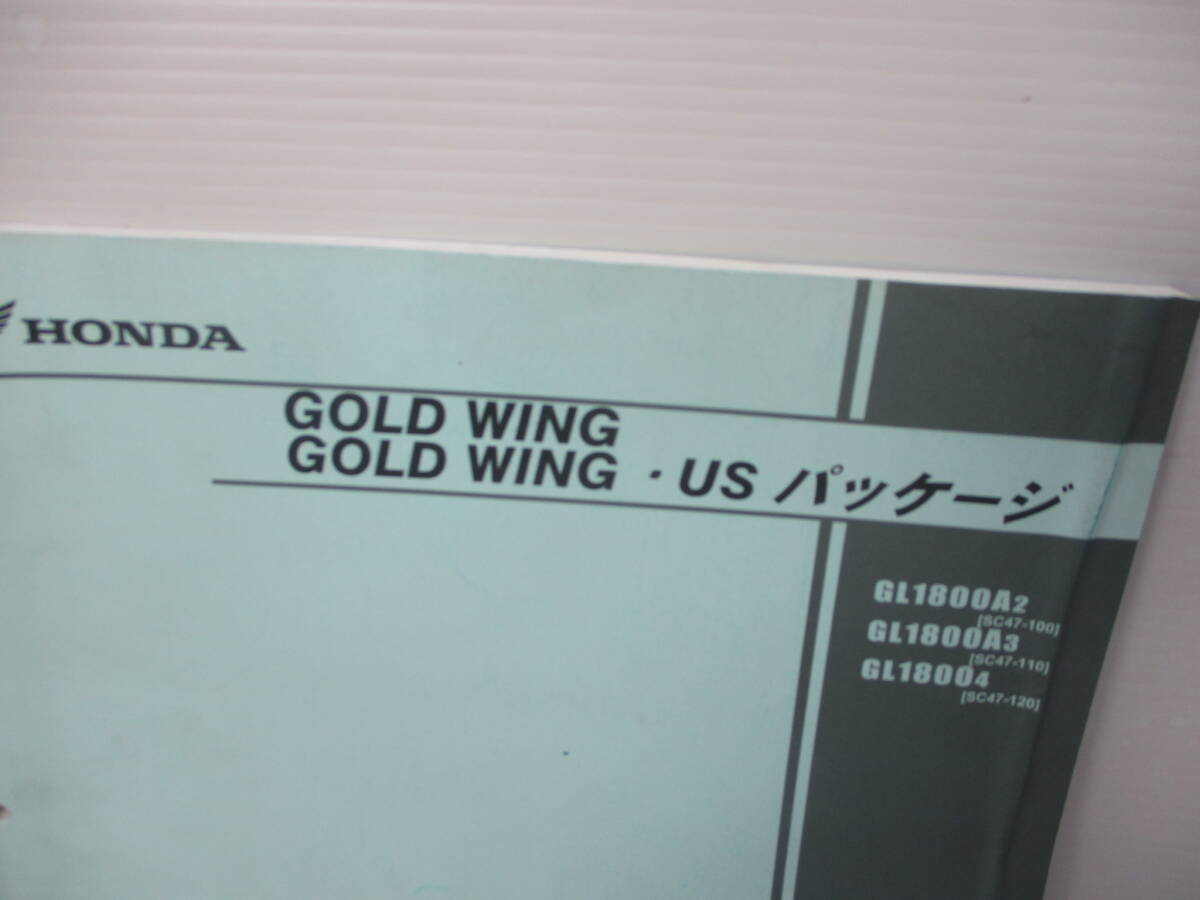 HONDA
GOLD WING
GOLD WING ・US パッケージ
GL1800A2
[SC47-100]
GL1800A3
[SC47-110]
GL18004
[SC47-120]